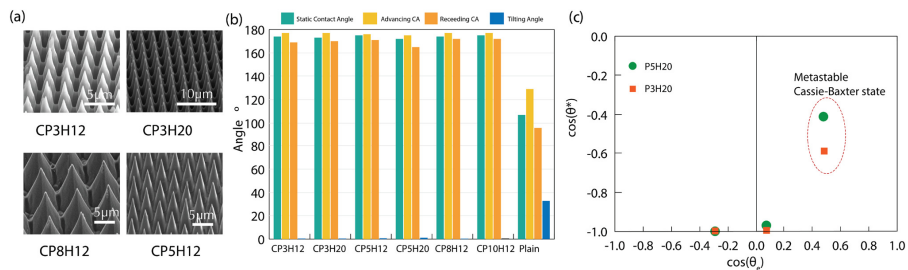 (a)
5μm
10μm
CP3H12
CP3H20
5μm
5μm
CP8H12
CP5H12
(b)
Static Contact Angle
Advancing CA
Receeding CA
Tilting Angle
Angle °
180
160
140
120
100
80
60
40
20
0
CP3H12
CP3H20
CP5H12
CP5H20
CP8H12
CP10H12
Plain
(c)
cos(θ*)
0.0
-0.2
-0.4
-0.6
-0.8
-1.0
P5H20
P3H20
Metastable
Cassie-Baxter state
-1.0 -0.8 -0.6 -0.4 -0.2 0.0 0.2 0.4 0.6 0.8 1.0